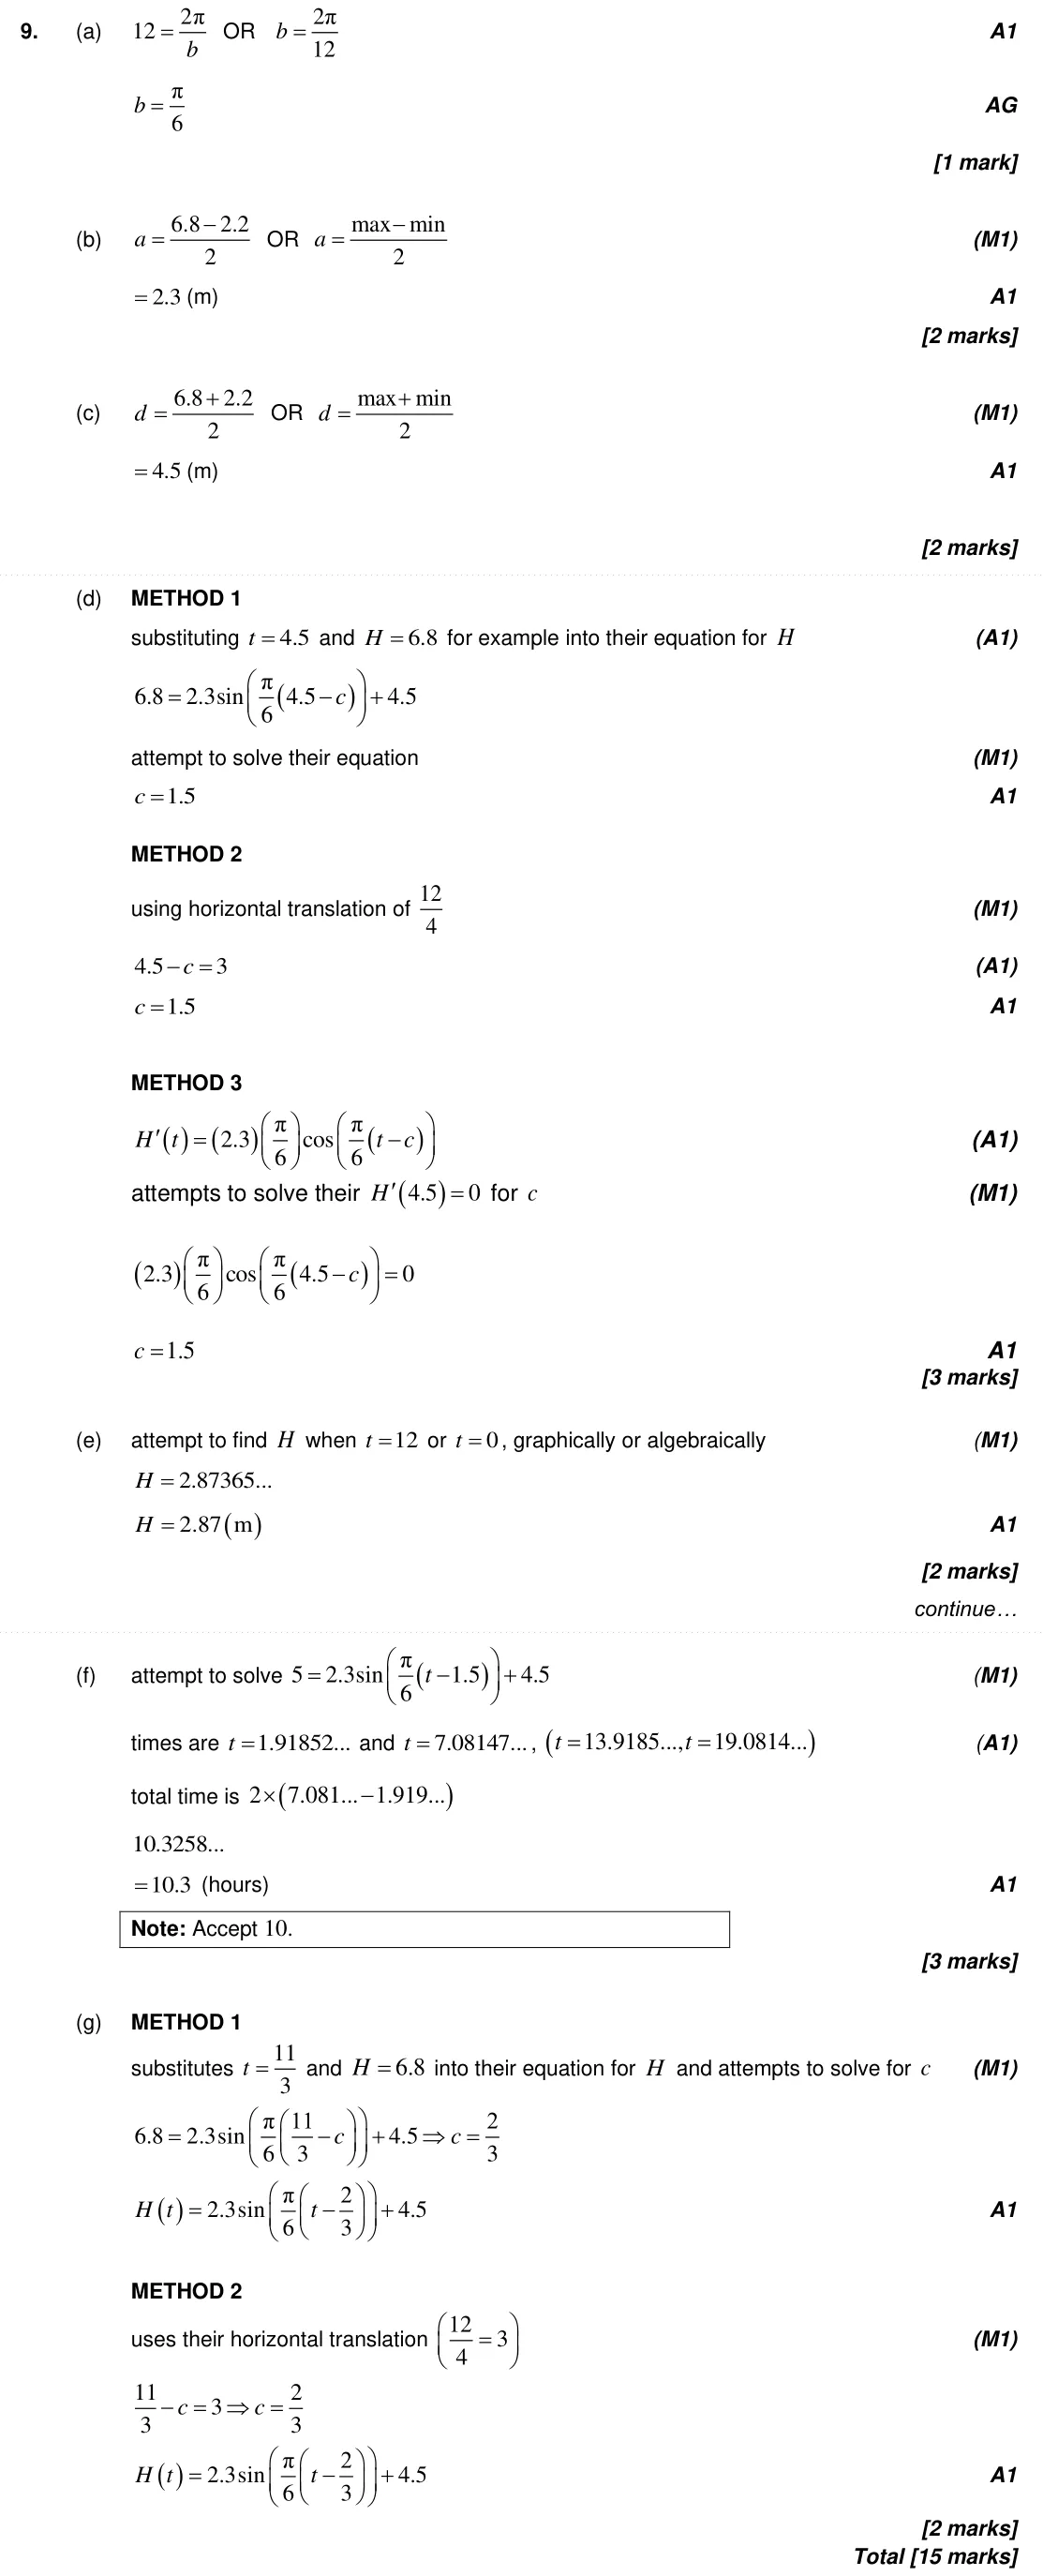 9. (a) 12 = 2π/b OR b = 2π/12 A1
b = π/6 AG
[1 mark]
(b) a = (6.8 − 2.2)/2 OR a = (max − min)/2 (M1)
= 2.3 (m) A1
[2 marks]
(c) d = (6.8 + 2.2)/2 OR d = (max + min)/2 (M1)
= 4.5 (m) A1
[2 marks]
(d) METHOD 1
substituting t = 4.5 and H = 6.8 for example into their equation for H (A1)
6.8 = 2.3sin(π/6(4.5 − c)) + 4.5
attempt to solve their equation (M1)
c = 1.5 A1
METHOD 2
using horizontal translation of 12/4 (M1)
4.5 − c = 3 (A1)
c = 1.5 A1
METHOD 3
H′(t) = (2.3)(π/6)cos(π/6(t − c)) (A1)
attempts to solve their H′(4.5) = 0 for c (M1)
(2.3)(π/6)cos(π/6(4.5 − c)) = 0
c = 1.5 A1
[3 marks]
(e) attempt to find H when t = 12 or t = 0, graphically or algebraically (M1)
H = 2.87365...
H = 2.87(m) A1
[2 marks]
continue…
(f) attempt to solve 5 = 2.3sin(π/6(t − 1.5)) + 4.5 (M1)
times are t = 1.91852... and t = 7.08147..., (t = 13.9185..., t = 19.0814...) (A1)
total time is 2×(7.081... − 1.919...)
10.3258...
= 10.3 (hours) A1
Note: Accept 10.
[3 marks]
(g) METHOD 1
substitutes t = 11/3 and H = 6.8 into their equation for H and attempts to solve for c (M1)
6.8 = 2.3sin(π/6(11/3 − c)) + 4.5 ⇒ c = 2/3
H(t) = 2.3sin(π/6(t − 2/3)) + 4.5 A1
METHOD 2
uses their horizontal translation (12/4 = 3) (M1)
11/3 − c = 3 ⇒ c = 2/3
H(t) = 2.3sin(π/6(t − 2/3)) + 4.5 A1
[2 marks]
Total [15 marks]